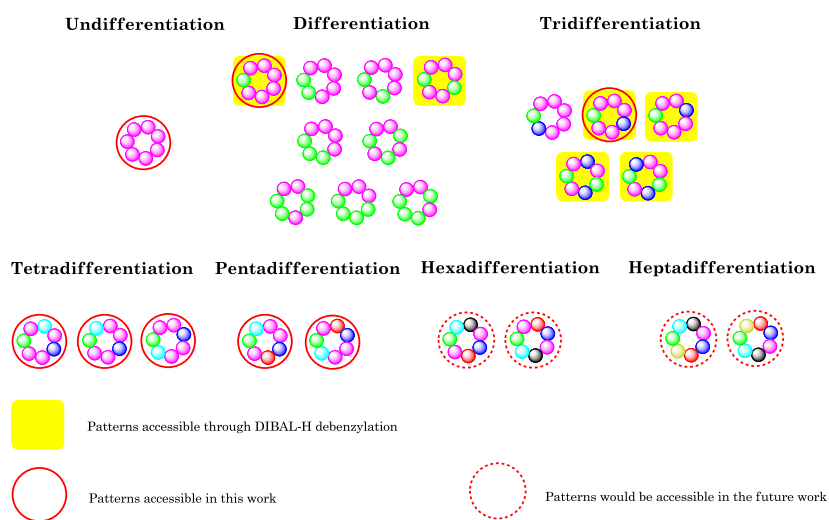 Undifferentiation
Differentiation
Tridifferentiation
Tetradifferentiation
Pentadifferentiation
Hexadifferentiation
Heptadifferentiation
Patterns accessible through DIBAL-H debenzylation
Patterns accessible in this work
Patterns would be accessible in the future work